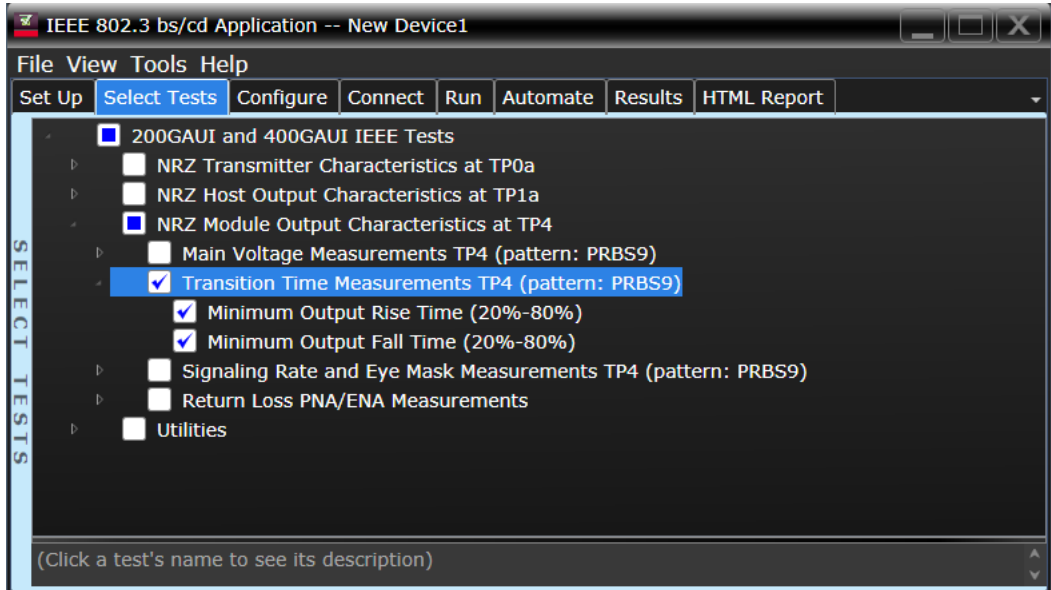 IEEE 802.3 bs/cd Application -- New Device1
File View Tools Help
Set Up Select Tests Configure Connect Run Automate Results HTML Report
SELECT TESTS
200GAUI and 400GAUI IEEE Tests
NRZ Transmitter Characteristics at TP0a
NRZ Host Output Characteristics at TP1a
NRZ Module Output Characteristics at TP4
Main Voltage Measurements TP4 (pattern: PRBS9)
Transition Time Measurements TP4 (pattern: PRBS9)
Minimum Output Rise Time (20%-80%)
Minimum Output Fall Time (20%-80%)
Signaling Rate and Eye Mask Measurements TP4 (pattern: PRBS9)
Return Loss PNA/ENA Measurements
Utilities
(Click a test's name to see its description)